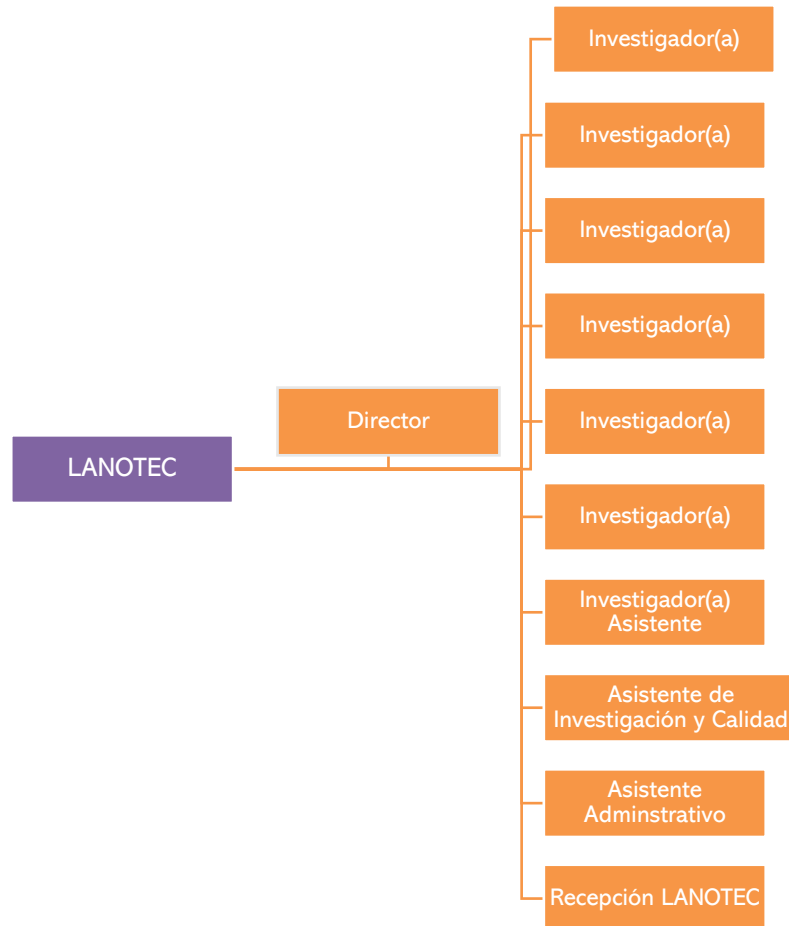 Investigador(a)
Investigador(a)
Investigador(a)
Investigador(a)
Director
Investigador(a)
LANOTEC
Investigador(a)
Investigador(a)
Asistente
Asistente de
Investigación y Calidad
Asistente
Adminstrativo
Recepción LANOTEC